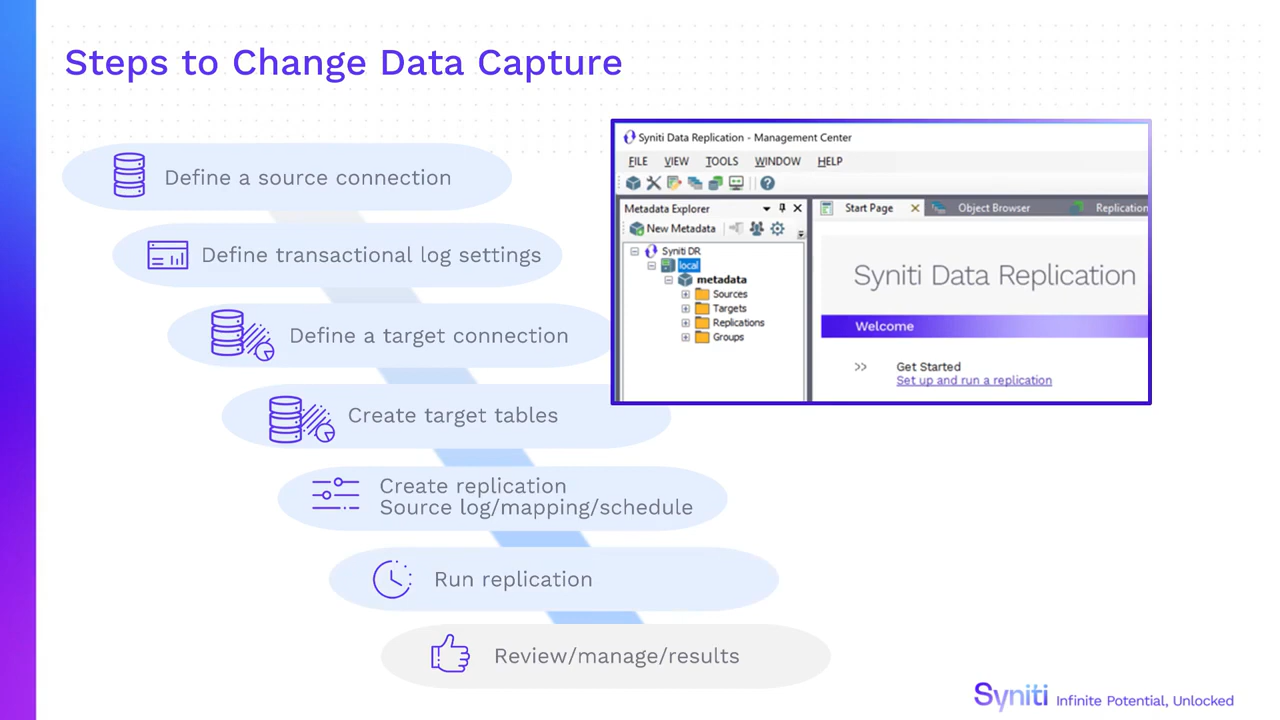 Steps to Change Data Capture
Define a source connection
Define transactional log settings
Define a target connection
Create target tables
Create replication
Source log/mapping/schedule
Run replication
Review/manage/results
Syniti Data Replication - Management Center
FILE VIEW TOOLS WINDOW HELP
Metadata Explorer
New Metadata
Syniti DR
local
metadata
Sources
Targets
Replications
Groups
Start Page Object Browser Replication
Syniti Data Replication
Welcome
>> Get Started
Set up and run a replication
Syniti Infinite Potential, Unlocked